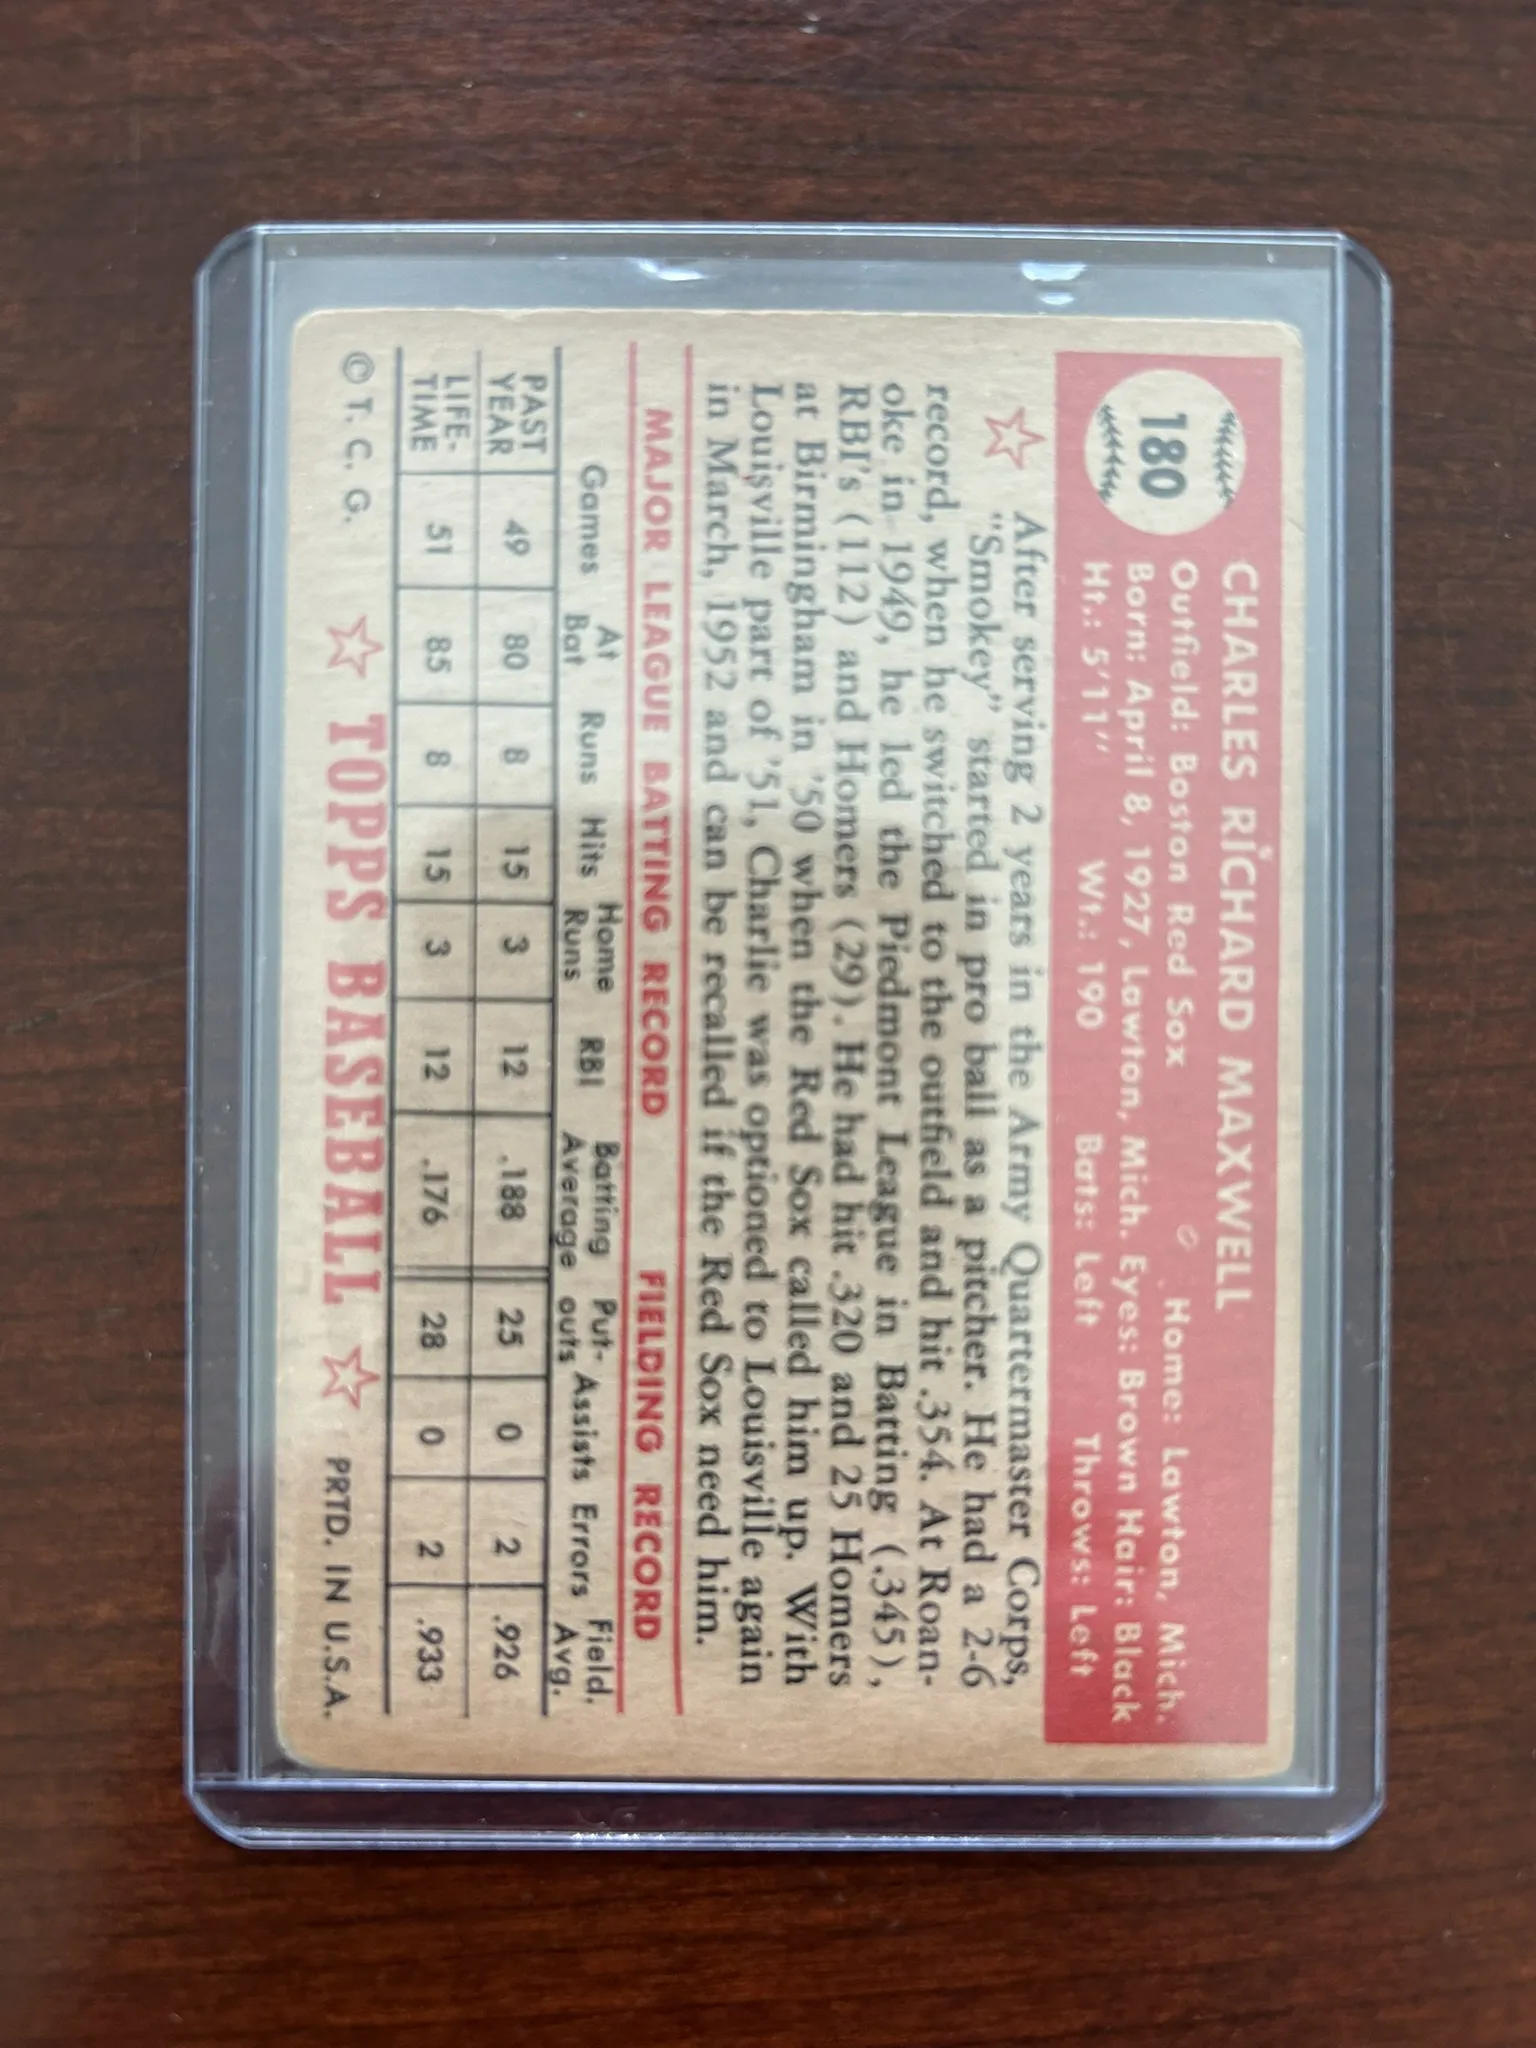 180
CHARLES RICHARD MAXWELL
Outfield: Boston Red Sox Home: Lawton, Mich.
Born: April 8, 1927, Lawton, Mich. Eyes: Brown Hair: Black
Ht.: 5'11" Wt.: 190 Bats: Left Throws: Left
After serving 2 years in the Army Quartermaster Corps,
"Smokey" started in pro ball as a pitcher. He had a 2-6
record, when he switched to the outfield and hit .354. At Roan-
oke in 1949, he led the Piedmont League in Batting (.345),
RBI's (112) and Homers (29). He had hit .320 and 25 Homers
at Birmingham in '50 when the Red Sox called him up. With
Louisville part of '51, Charlie was optioned to Louisville again
in March, 1952 and can be recalled if the Red Sox need him.
MAJOR LEAGUE BATTING RECORD FIELDING RECORD
Games At Bat Runs Hits Home Runs RBI Batting Average Put-outs Assists Errors Field. Avg.
PAST YEAR 49 80 8 15 3 12 .188 25 0 2 .926
LIFE-TIME 51 85 8 15 3 12 .176 28 0 2 .933
© T. C. G. TOPPS BASEBALL PRTD. IN U.S.A.